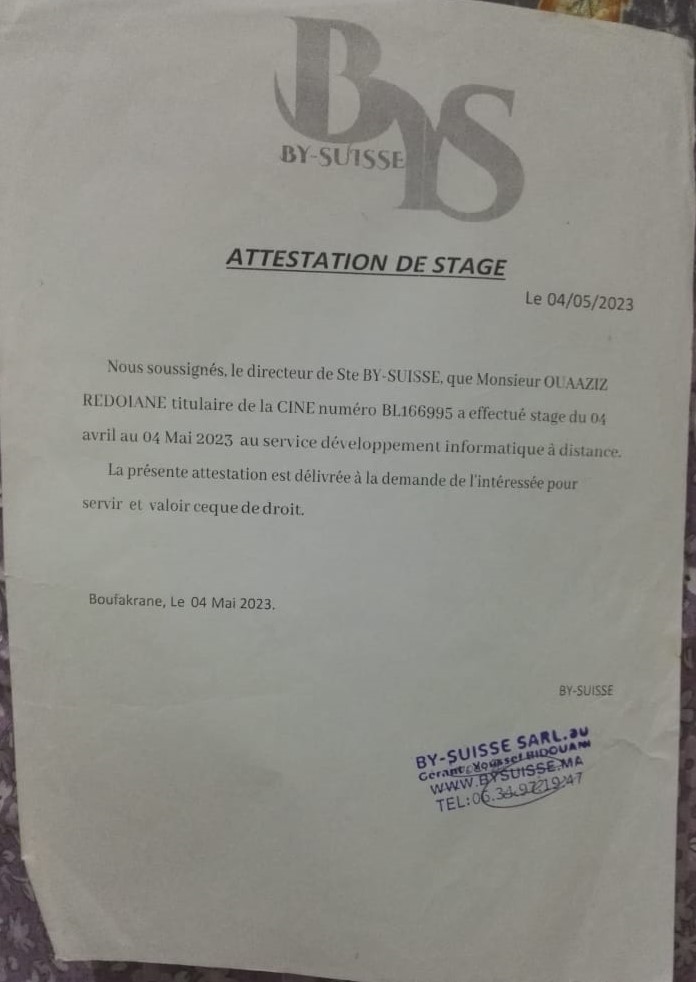 BYS
BY-SUISSE
ATTESTATION DE STAGE
Le 04/05/2023
Nous soussignés, le directeur de Ste BY-SUISSE, que Monsieur OUAAZIZ
REDOIANE titulaire de la CINE numéro BL166995 a effectué stage du 04
avril au 04 Mai 2023 au service développement informatique à distance.
La présente attestation est délivrée à la demande de l'intéressée pour
servir et valoir ceque de droit.
Boufakrane, Le 04 Mai 2023.
BY-SUISSE
BY-SUISSE SARL.au
Gérant: Youssef BIDOUANI
WWW.BYSUISSE.MA
TEL:06.34.97.19.47